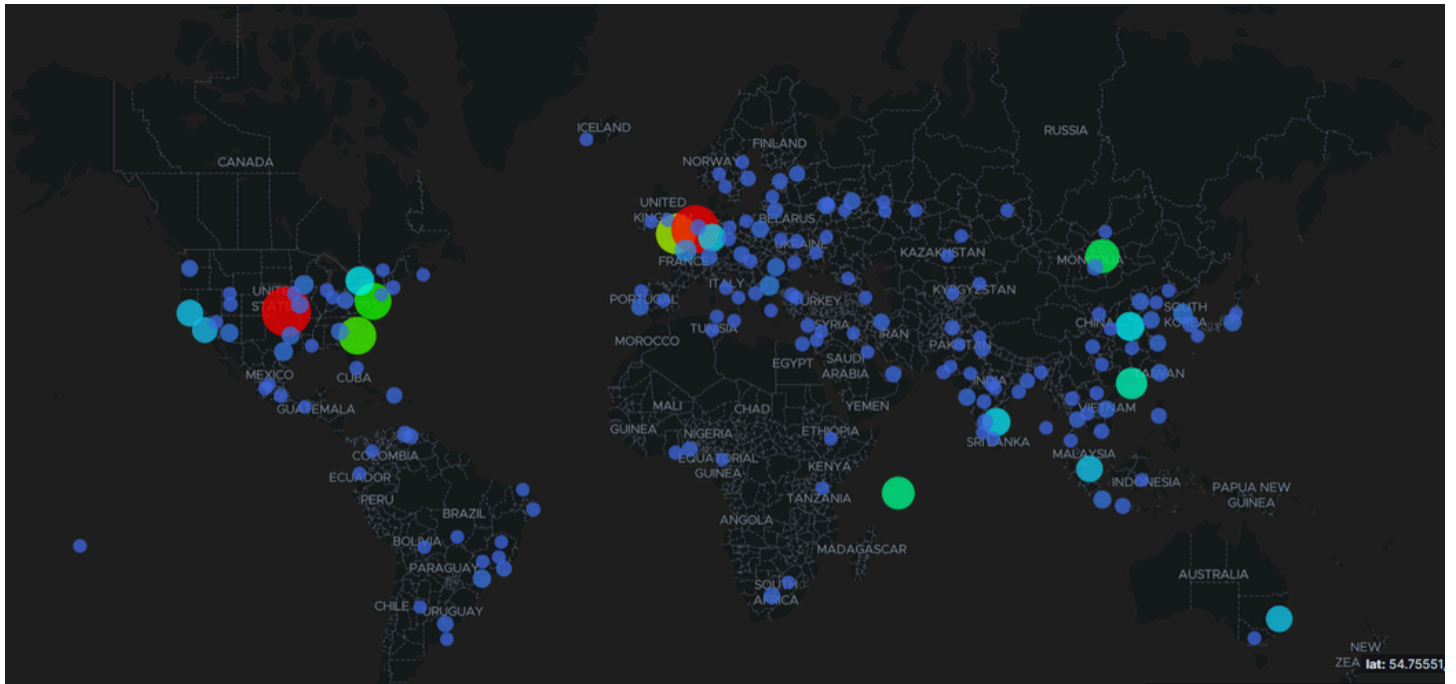 ICELAND
RUSSIA
FINLAND
CANADA
NORWAY
UNITED
KINGDOM
BELARUS
UKRAINE
KAZAKHSTAN
FRANCE
MONGOLIA
UNITED
STATES
ITALY
KYRGYZSTAN
PORTUGAL
TURKEY
SOUTH
KOREA
CHINA
TUNISIA
SYRIA
IRAN
MOROCCO
PAKISTAN
EGYPT
SAUDI
ARABIA
MEXICO
CUBA
INDIA
TAIWAN
GUATEMALA
MALI
CHAD
YEMEN
VIETNAM
GUINEA
NIGERIA
ETHIOPIA
SRI LANKA
COLOMBIA
EQUATORIAL
GUINEA
MALAYSIA
ECUADOR
KENYA
INDONESIA
PERU
TANZANIA
PAPUA NEW
GUINEA
BRAZIL
ANGOLA
BOLIVIA
MADAGASCAR
PARAGUAY
AUSTRALIA
SOUTH
AFRICA
CHILE
URUGUAY
NEW
ZEA
lat: 54.75551,